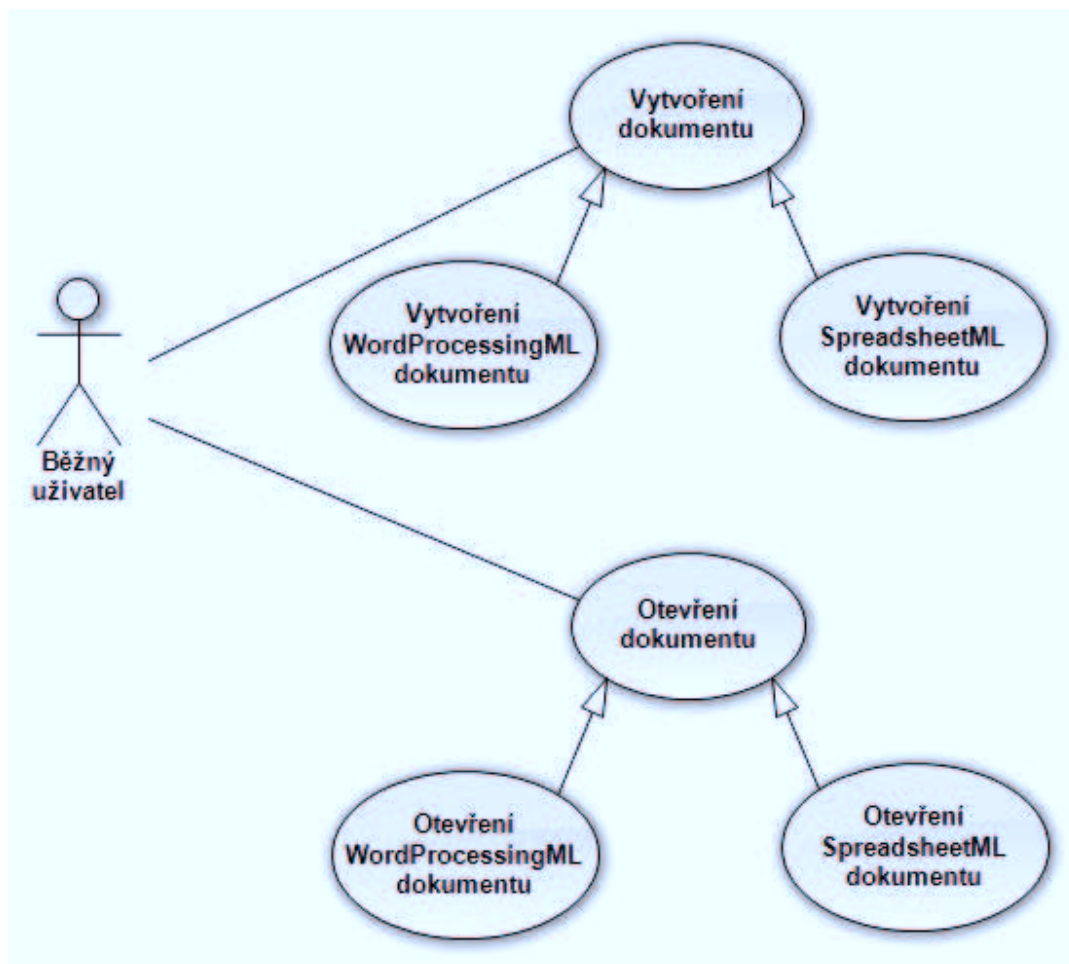 Vytvoření
dokumentu
Vytvoření
WordProcessingML
dokumentu
Vytvoření
SpreadsheetML
dokumentu
Běžný
uživatel
Otevření
dokumentu
Otevření
WordProcessingML
dokumentu
Otevření
SpreadsheetML
dokumentu